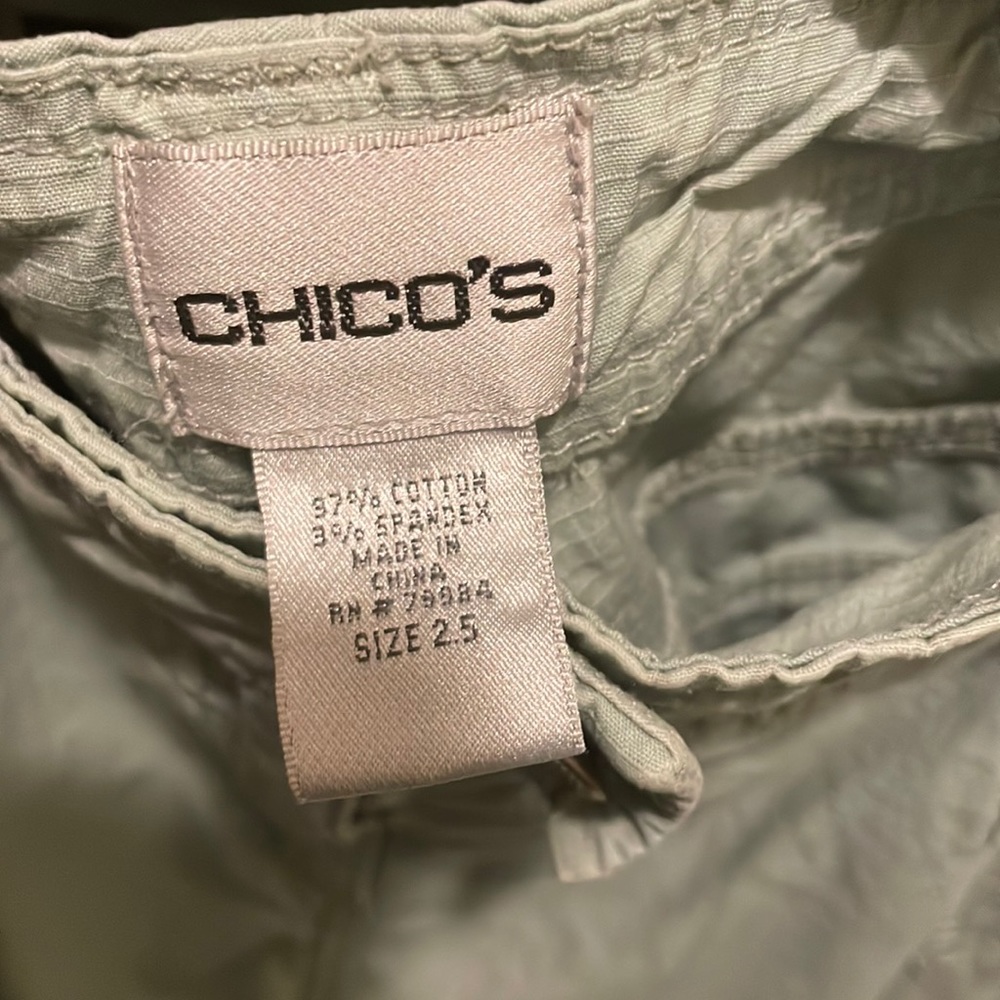 CHICO'S
97% COTTON
3% SPANDEX
MADE IN
CHINA
RN # 79984
SIZE 2.5